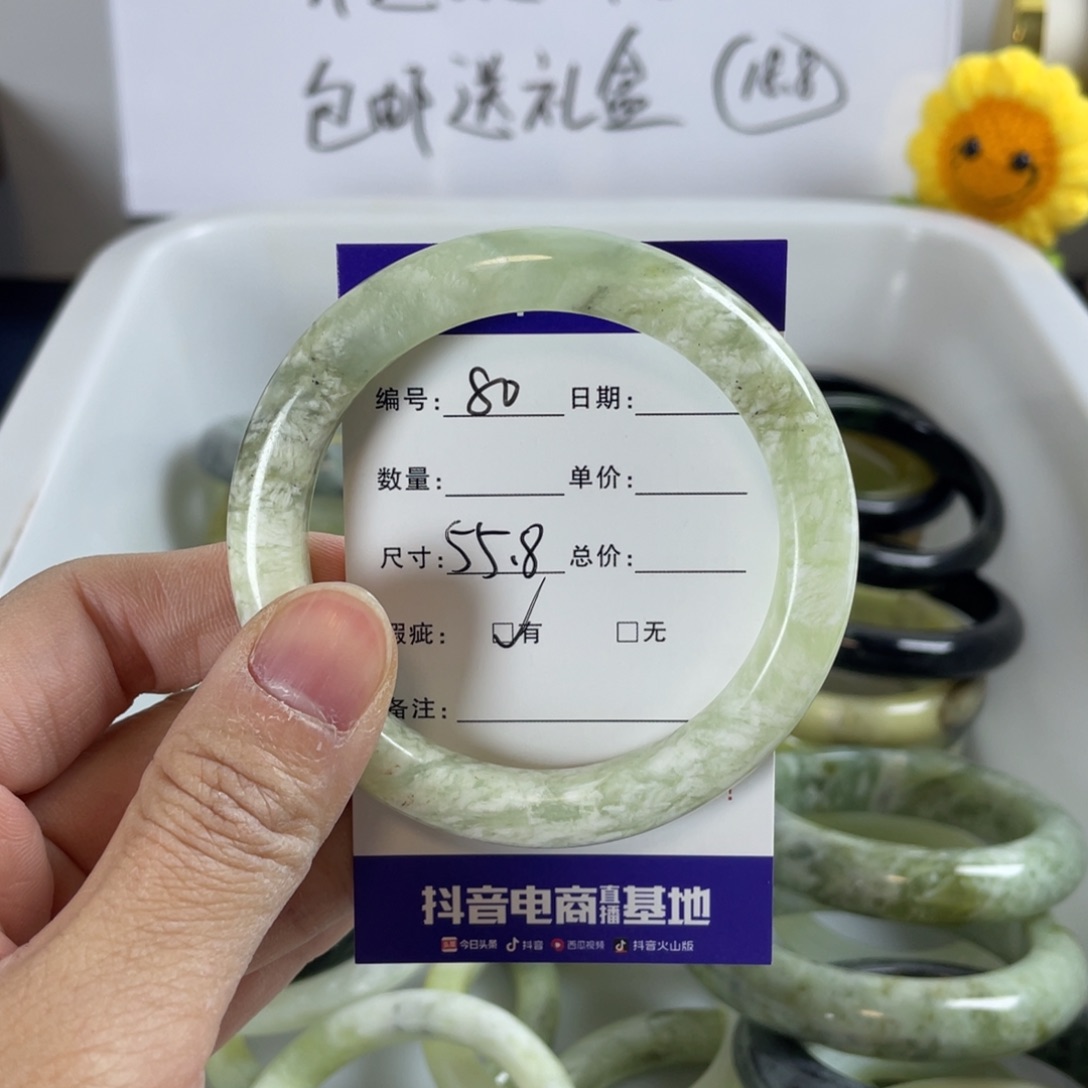 包邮送礼盒 18.8
编号: 80 日期:
数量: 单价:
尺寸: 55.8 总价:
瑕疵: ☑有 □无
备注:
抖音电商直播基地
今日头条 抖音 西瓜视频 抖音火山版